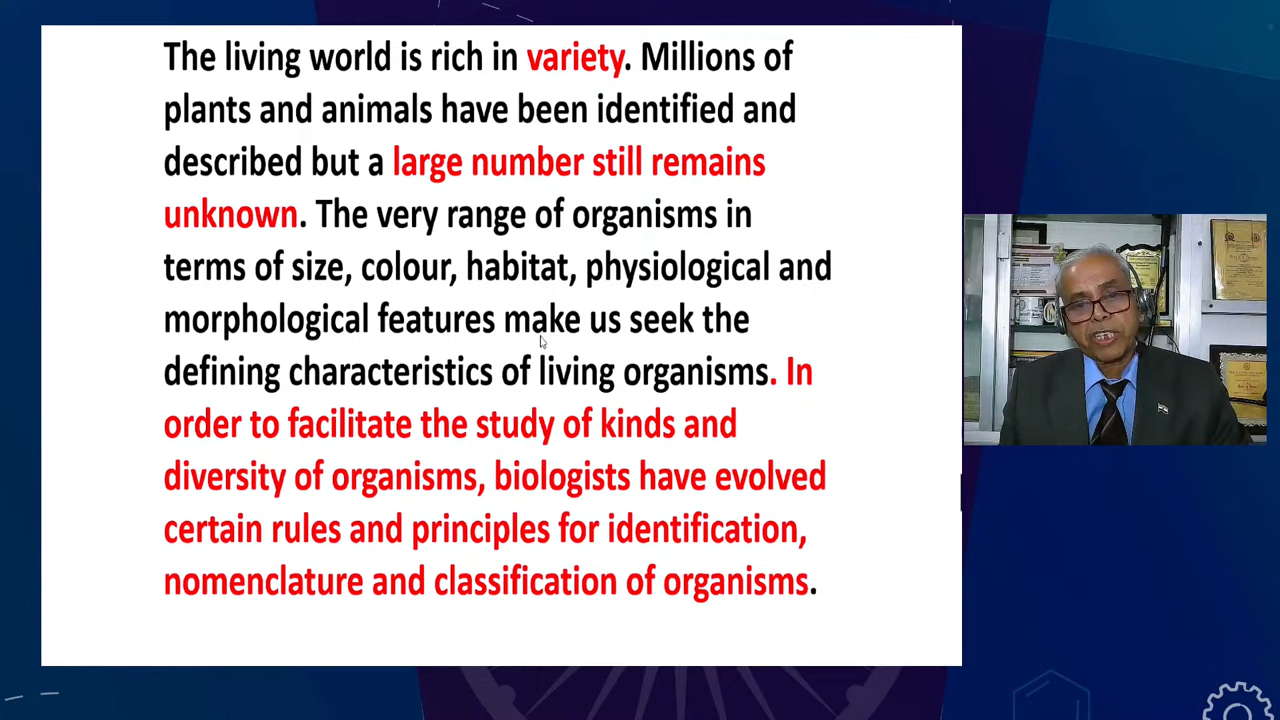 The living world is rich in variety. Millions of
plants and animals have been identified and
described but a large number still remains
unknown. The very range of organisms in
terms of size, colour, habitat, physiological and
morphological features make us seek the
defining characteristics of living organisms. In
order to facilitate the study of kinds and
diversity of organisms, biologists have evolved
certain rules and principles for identification,
nomenclature and classification of organisms.